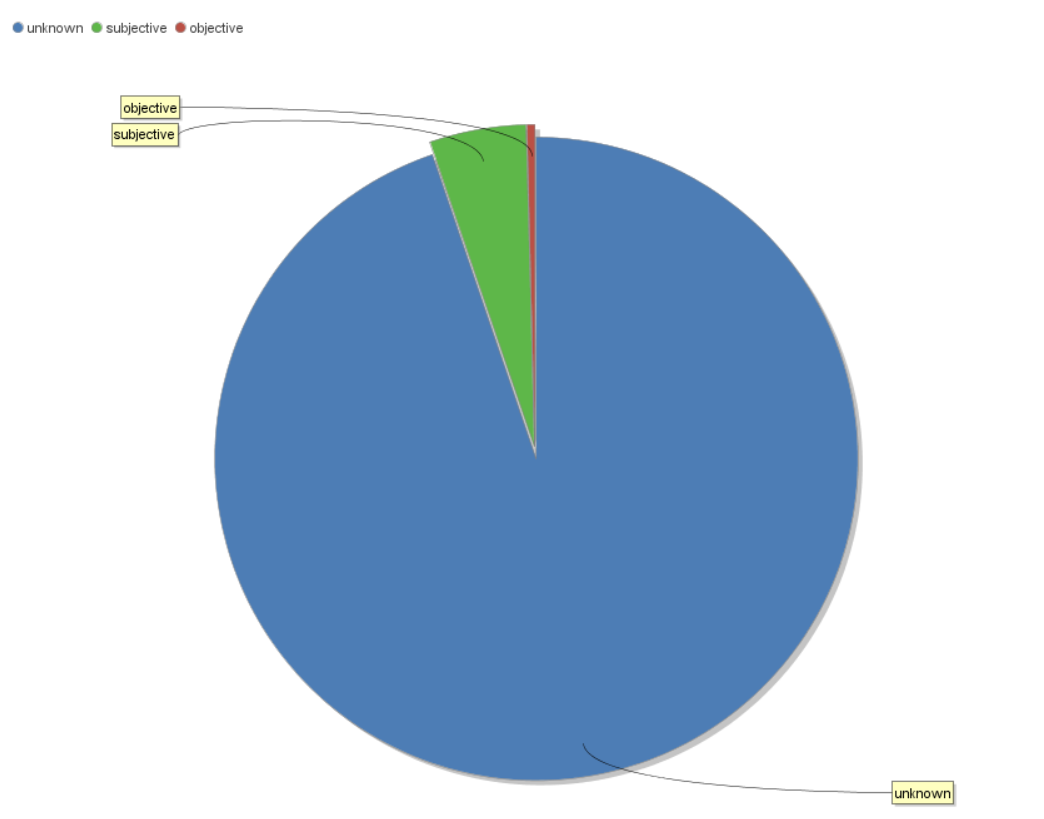 unknown subjective objective
objective
subjective
unknown